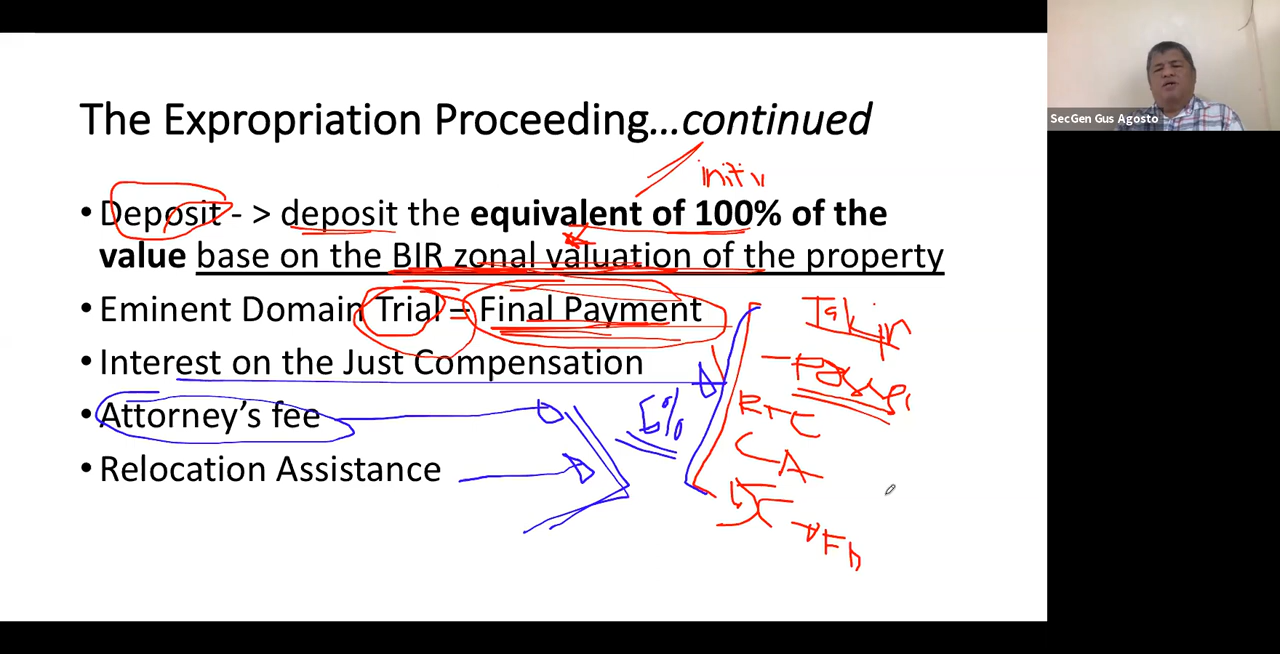 The Expropriation Proceeding...continued
SecGen Gus Agosto
• Deposit - > deposit the equivalent of 100% of the
value base on the BIR zonal valuation of the property
• Eminent Domain Trial = Final Payment
• Interest on the Just Compensation
• Attorney's fee
• Relocation Assistance
6%
RTC
CA
SC